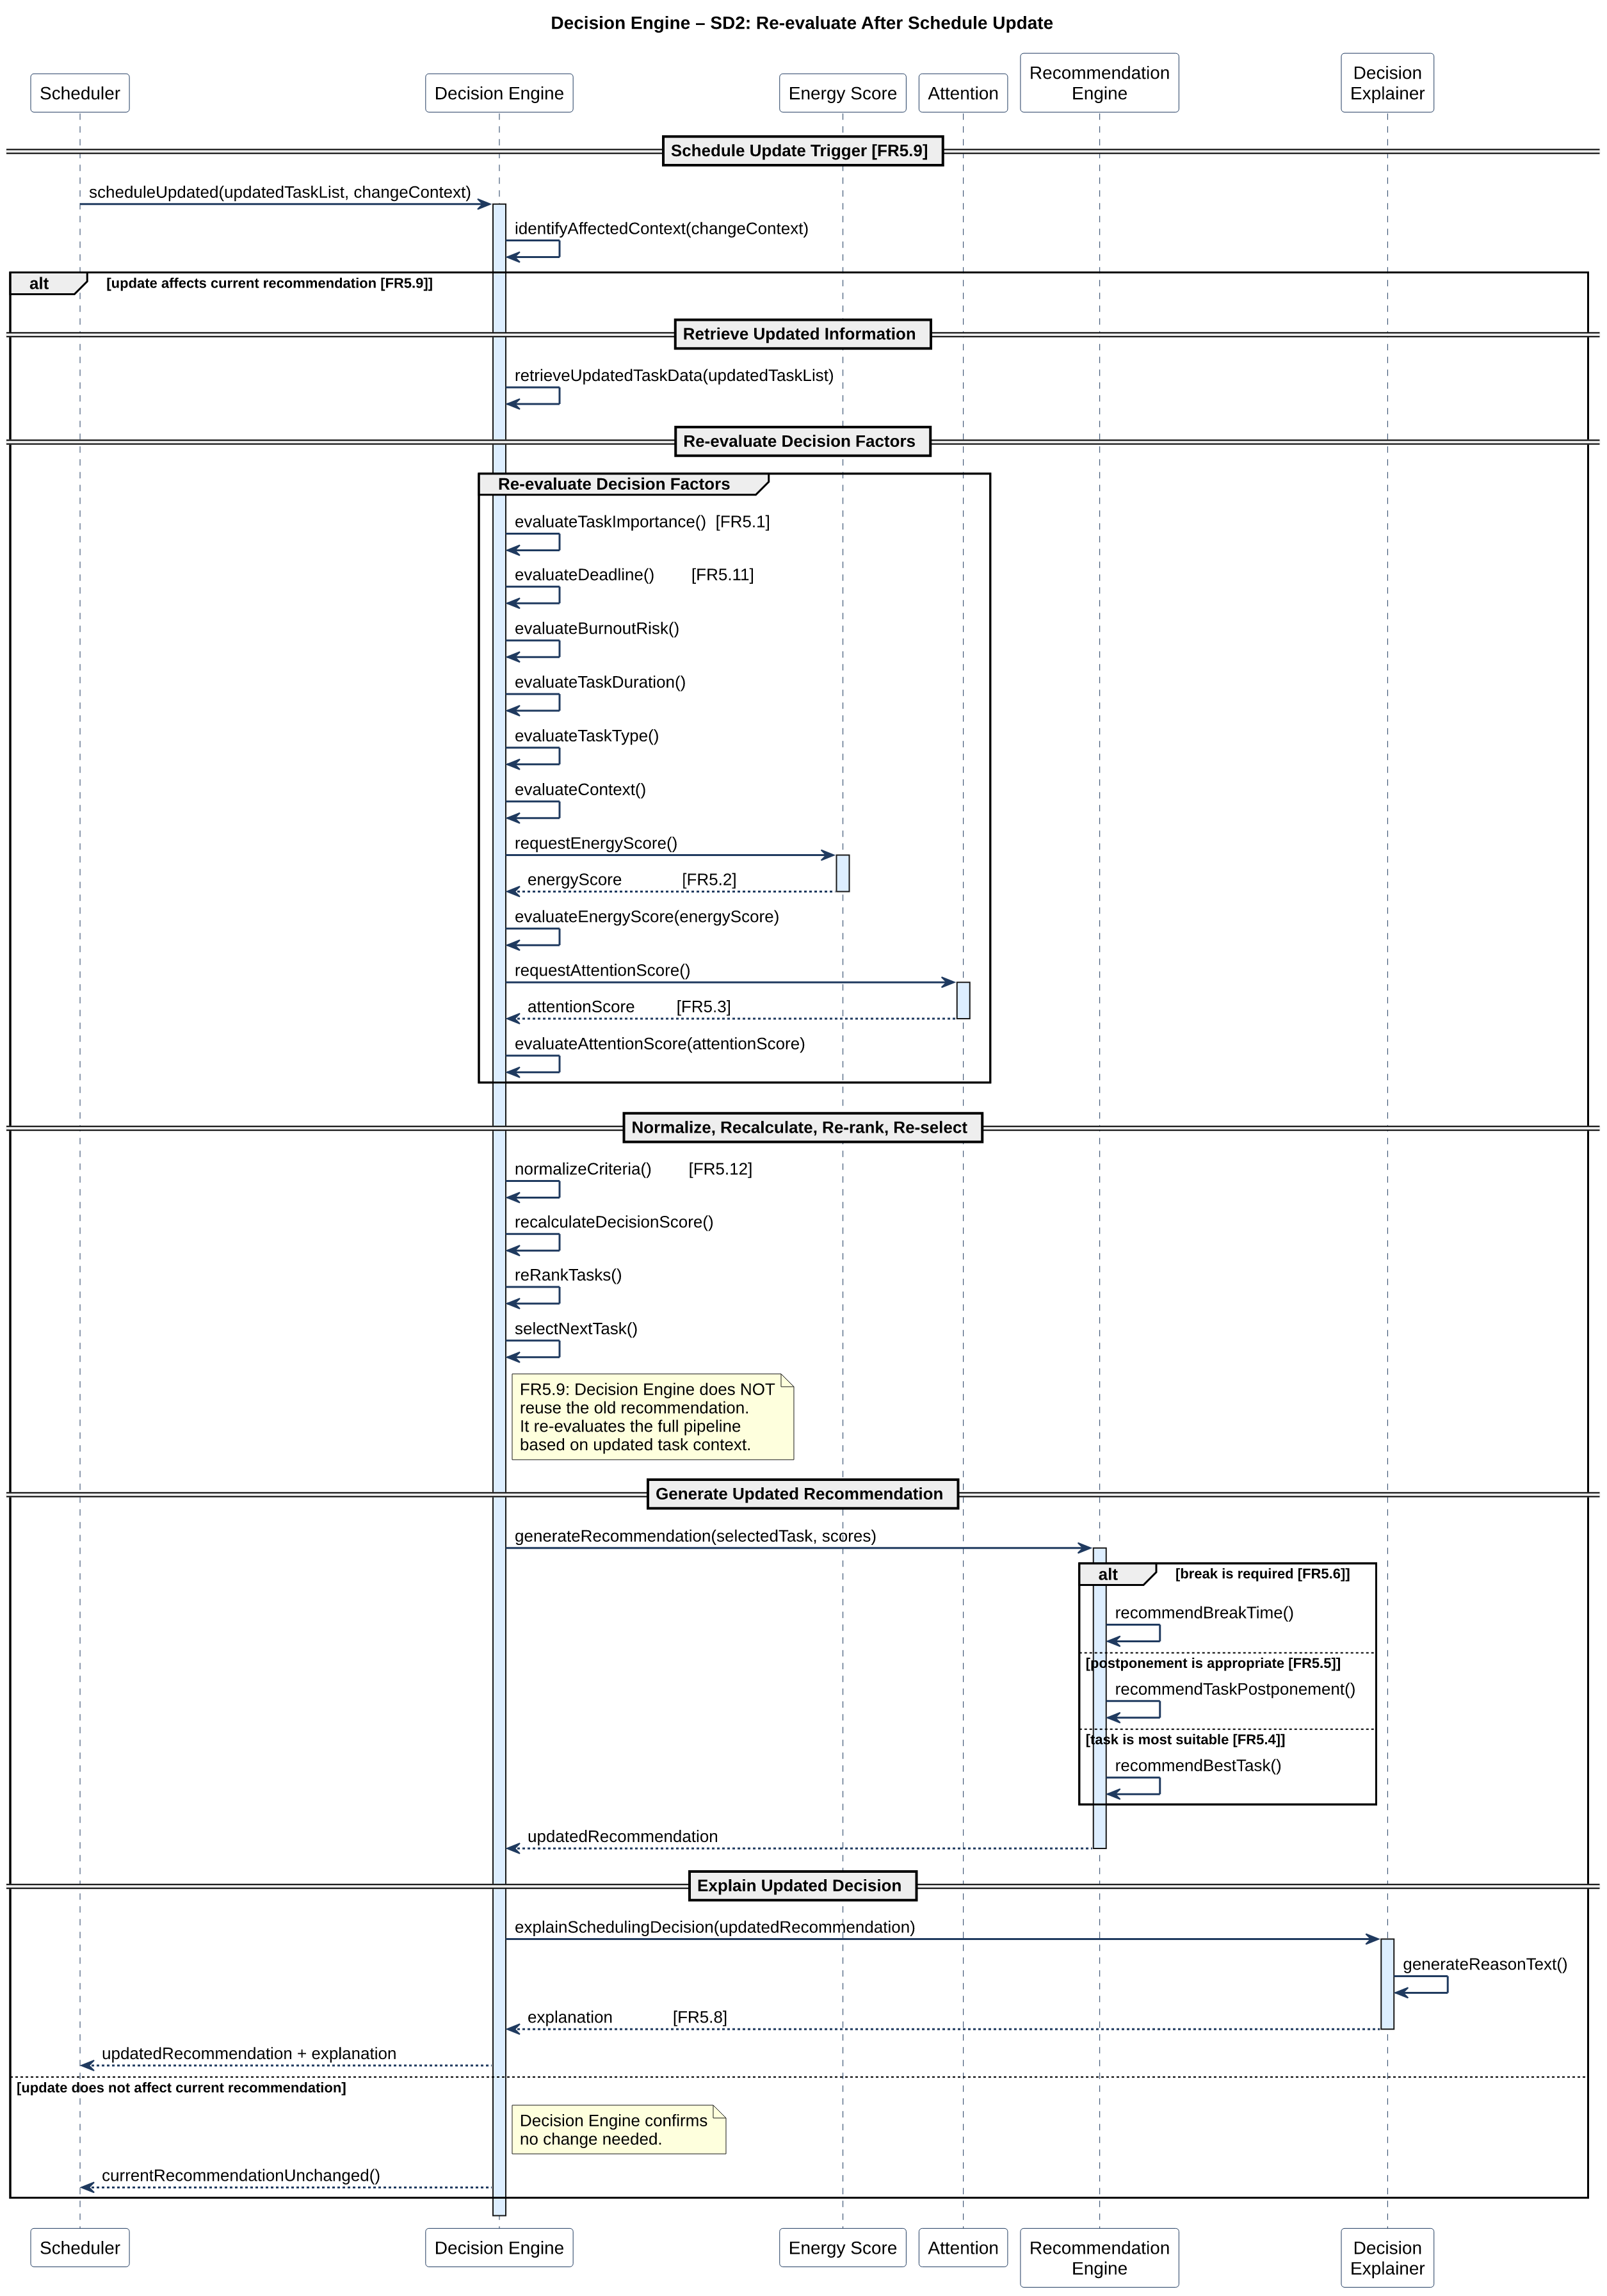 Decision Engine – SD2: Re-evaluate After Schedule Update
Scheduler
Decision Engine
Energy Score
Attention
Recommendation
Engine
Decision
Explainer
Schedule Update Trigger [FR5.9]
scheduleUpdated(updatedTaskList, changeContext)
identifyAffectedContext(changeContext)
alt
[update affects current recommendation [FR5.9]]
Retrieve Updated Information
retrieveUpdatedTaskData(updatedTaskList)
Re-evaluate Decision Factors
Re-evaluate Decision Factors
evaluateTaskImportance() [FR5.1]
evaluateDeadline() [FR5.11]
evaluateBurnoutRisk()
evaluateTaskDuration()
evaluateTaskType()
evaluateContext()
requestEnergyScore()
energyScore [FR5.2]
evaluateEnergyScore(energyScore)
requestAttentionScore()
attentionScore [FR5.3]
evaluateAttentionScore(attentionScore)
Normalize, Recalculate, Re-rank, Re-select
normalizeCriteria() [FR5.12]
recalculateDecisionScore()
reRankTasks()
selectNextTask()
FR5.9: Decision Engine does NOT
reuse the old recommendation.
It re-evaluates the full pipeline
based on updated task context.
Generate Updated Recommendation
generateRecommendation(selectedTask, scores)
alt
[break is required [FR5.6]]
recommendBreakTime()
[postponement is appropriate [FR5.5]]
recommendTaskPostponement()
[task is most suitable [FR5.4]]
recommendBestTask()
updatedRecommendation
Explain Updated Decision
explainSchedulingDecision(updatedRecommendation)
generateReasonText()
explanation [FR5.8]
updatedRecommendation + explanation
[update does not affect current recommendation]
Decision Engine confirms
no change needed.
currentRecommendationUnchanged()
Scheduler
Decision Engine
Energy Score
Attention
Recommendation
Engine
Decision
Explainer